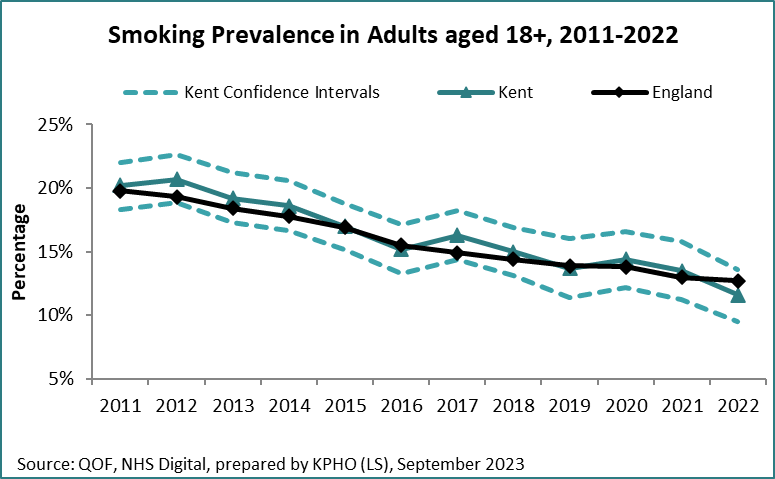 Smoking Prevalence in Adults aged 18+, 2011-2022
Kent Confidence Intervals Kent England
Percentage
25%
20%
15%
10%
5%
2011 2012 2013 2014 2015 2016 2017 2018 2019 2020 2021 2022
Source: QOF, NHS Digital, prepared by KPHO (LS), September 2023